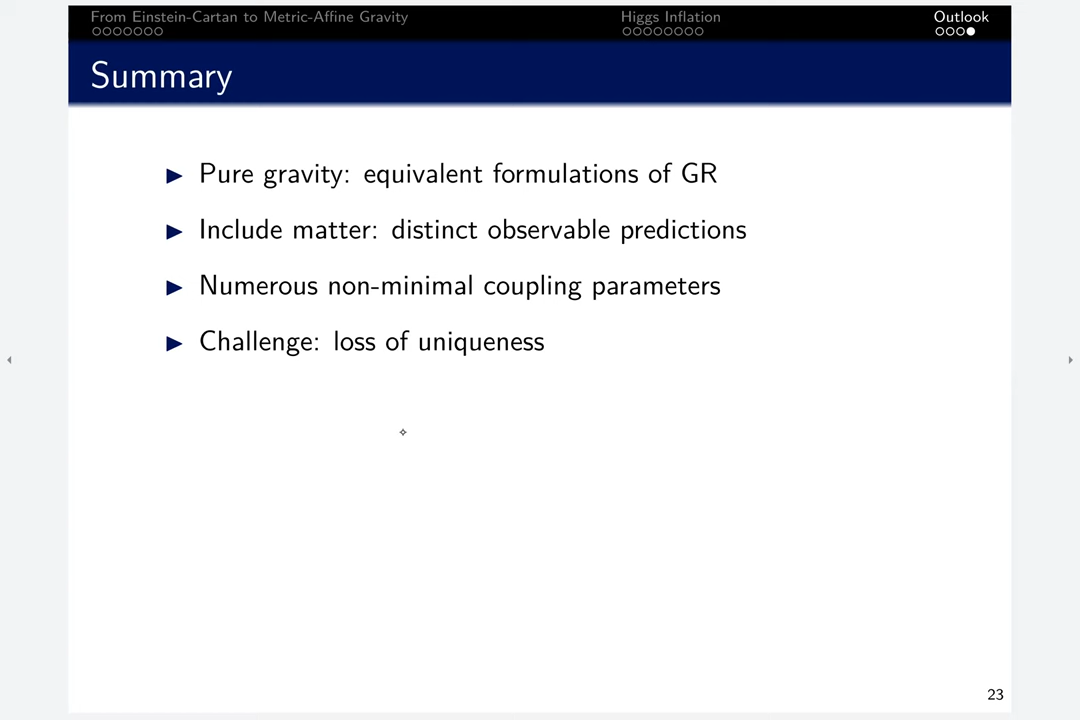 From Einstein-Cartan to Metric-Affine Gravity
Higgs Inflation
Outlook
Summary
Pure gravity: equivalent formulations of GR
Include matter: distinct observable predictions
Numerous non-minimal coupling parameters
Challenge: loss of uniqueness
23